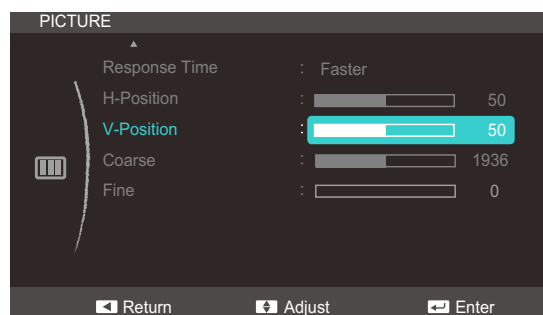 PICTURE
Response Time : Faster
H-Position : 50
V-Position : 50
Coarse : 1936
Fine : 0
Return Adjust Enter